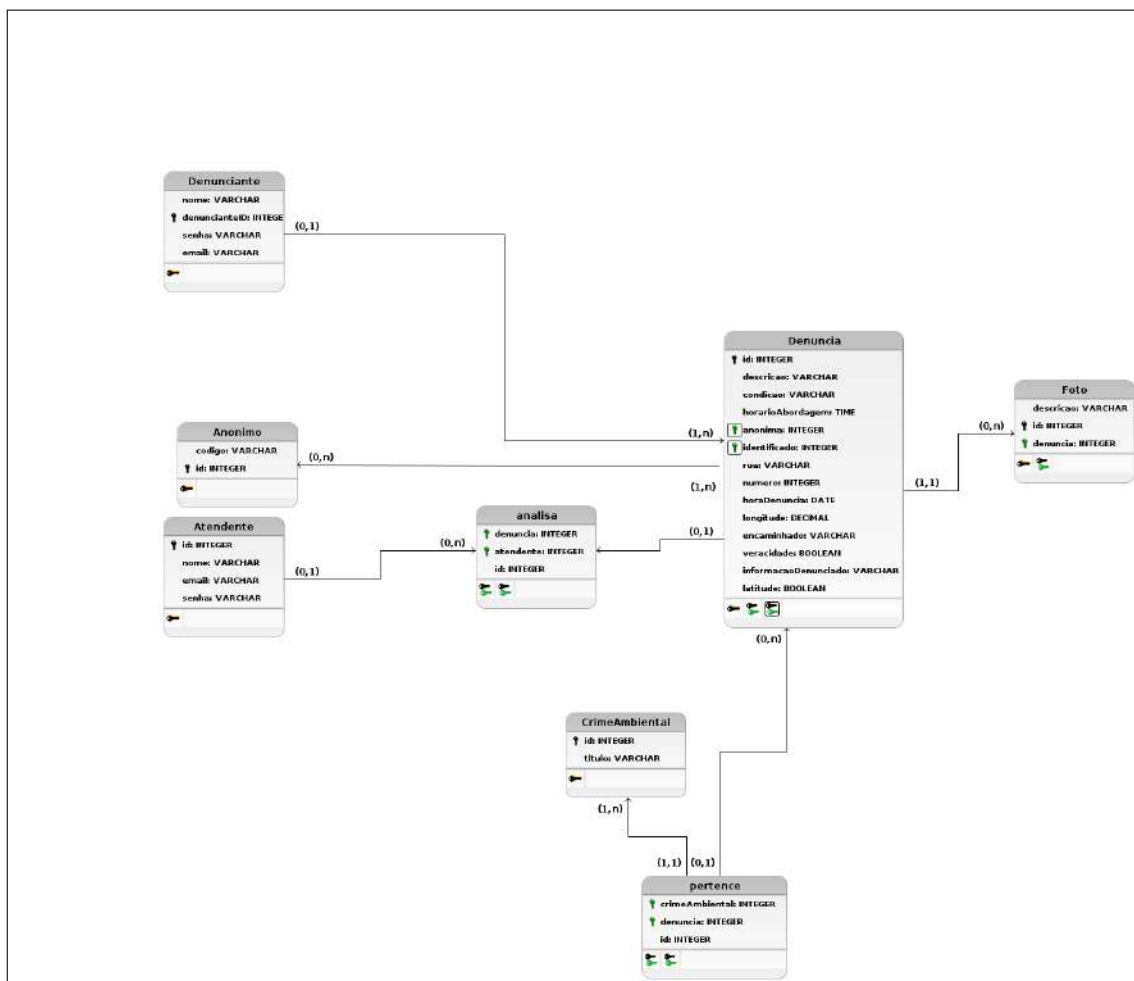 Denunciante
nome: VARCHAR
denuncianteID: INTEGE
senha: VARCHAR
email: VARCHAR
(0,1)
Denuncia
id: INTEGER
descricao: VARCHAR
condicao: VARCHAR
horarioAbordagem: TIME
anonima: INTEGER
identificado: INTEGER
rua: VARCHAR
numero: INTEGER
horaDenuncia: DATE
longitude: DECIMAL
encaminhado: VARCHAR
veracidade: BOOLEAN
informacaoDenunciado: VARCHAR
latitude: BOOLEAN
(1,n)
(1,n)
(0,1)
(1,1)
(0,n)
(0,n)
Foto
descricao: VARCHAR
id: INTEGER
denuncia: INTEGER
Anonimo
codigo: VARCHAR
id: INTEGER
(0,n)
Atendente
id: INTEGER
nome: VARCHAR
email: VARCHAR
senha: VARCHAR
(0,1)
(0,n)
analisa
denuncia: INTEGER
atendente: INTEGER
id: INTEGER
CrimeAmbiental
id: INTEGER
titulo: VARCHAR
(1,n)
(1,1) (0,1)
pertence
crimeAmbiental: INTEGER
denuncia: INTEGER
id: INTEGER